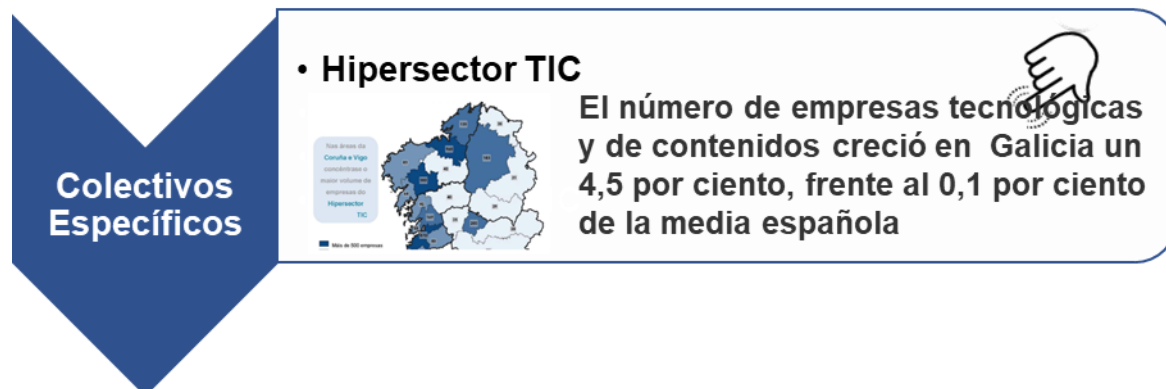 • Hipersector TIC
El número de empresas tecnológicas
y de contenidos creció en Galicia un
4,5 por ciento, frente al 0,1 por ciento
de la media española
Colectivos
Específicos
Nas áreas da
Coruña e Vigo
concéntrase o
maior volume de
empresas do
Hipersector
TIC
Máis de 500 empresas